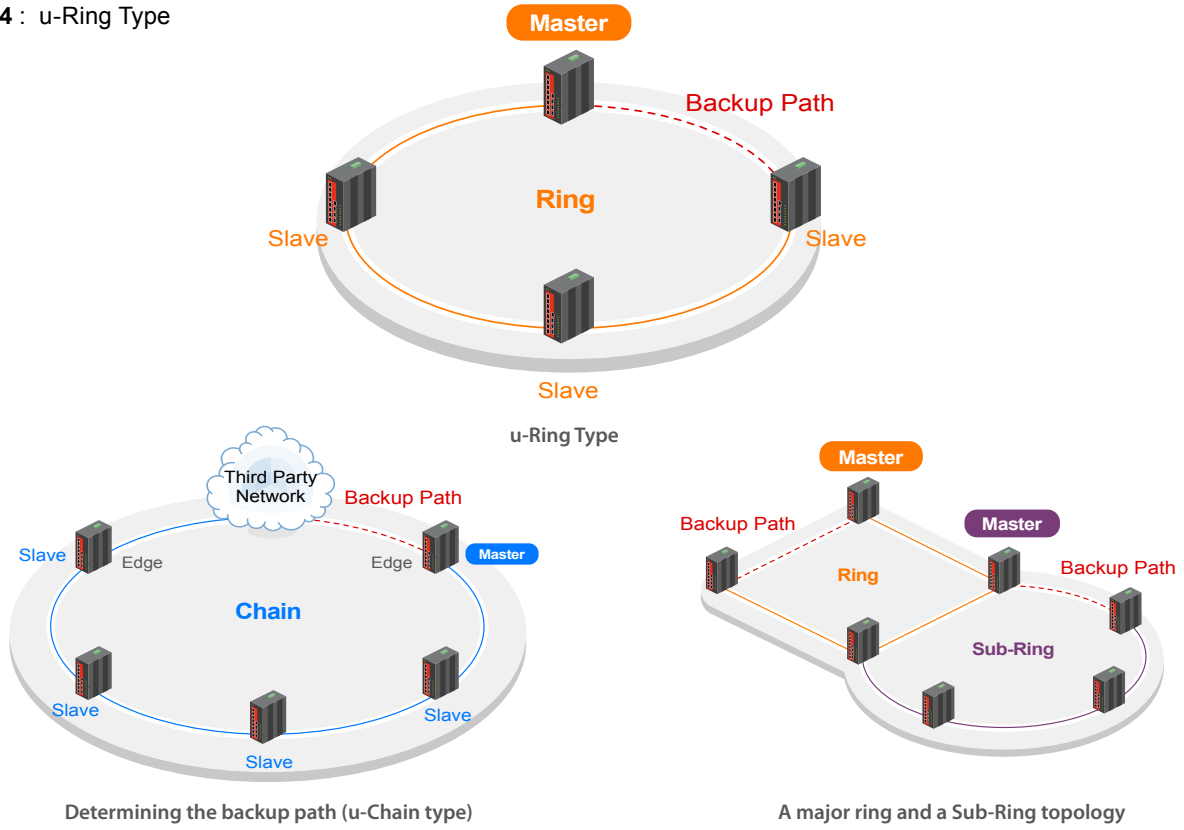 4 : u-Ring Type
Master
Backup Path
Ring
Slave
Slave
Slave
u-Ring Type
Third Party
Network
Backup Path
Slave
Edge
Edge
Master
Chain
Slave
Slave
Slave
Determining the backup path (u-Chain type)
Master
Backup Path
Master
Backup Path
Ring
Sub-Ring
A major ring and a Sub-Ring topology